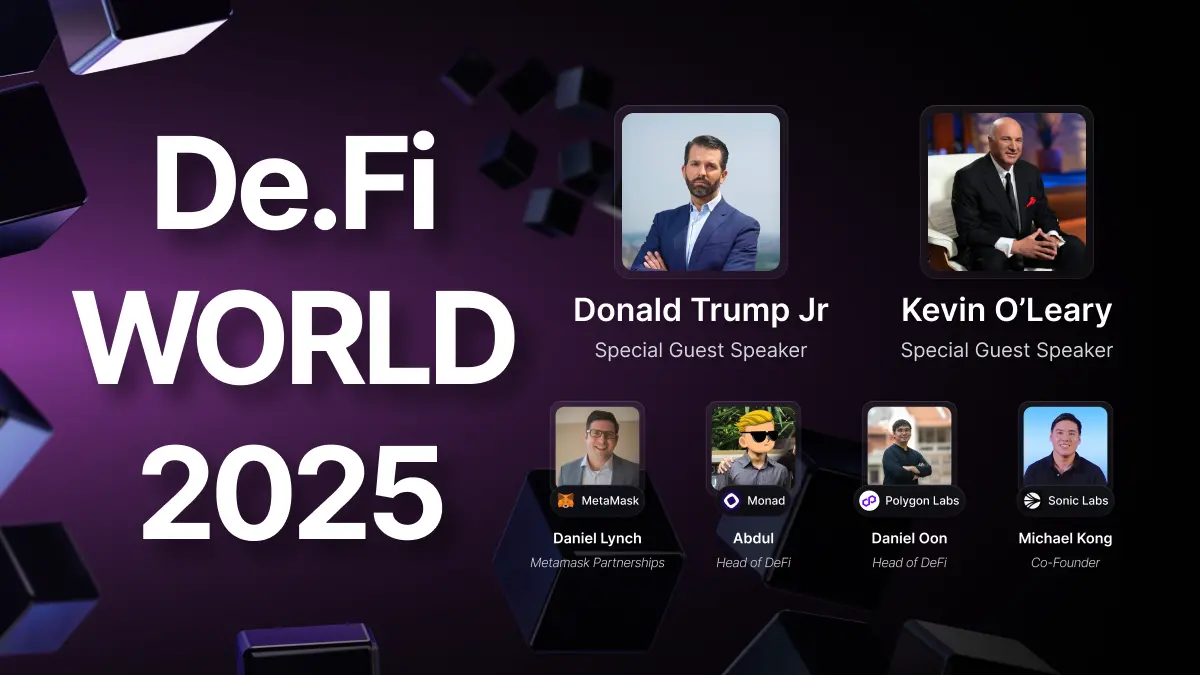 De.Fi
WORLD
2025
Donald Trump Jr
Special Guest Speaker
Kevin O’Leary
Special Guest Speaker
MetaMask
Daniel Lynch
Metamask Partnerships
Monad
Abdul
Head of DeFi
Polygon Labs
Daniel Oon
Head of DeFi
Sonic Labs
Michael Kong
Co-Founder